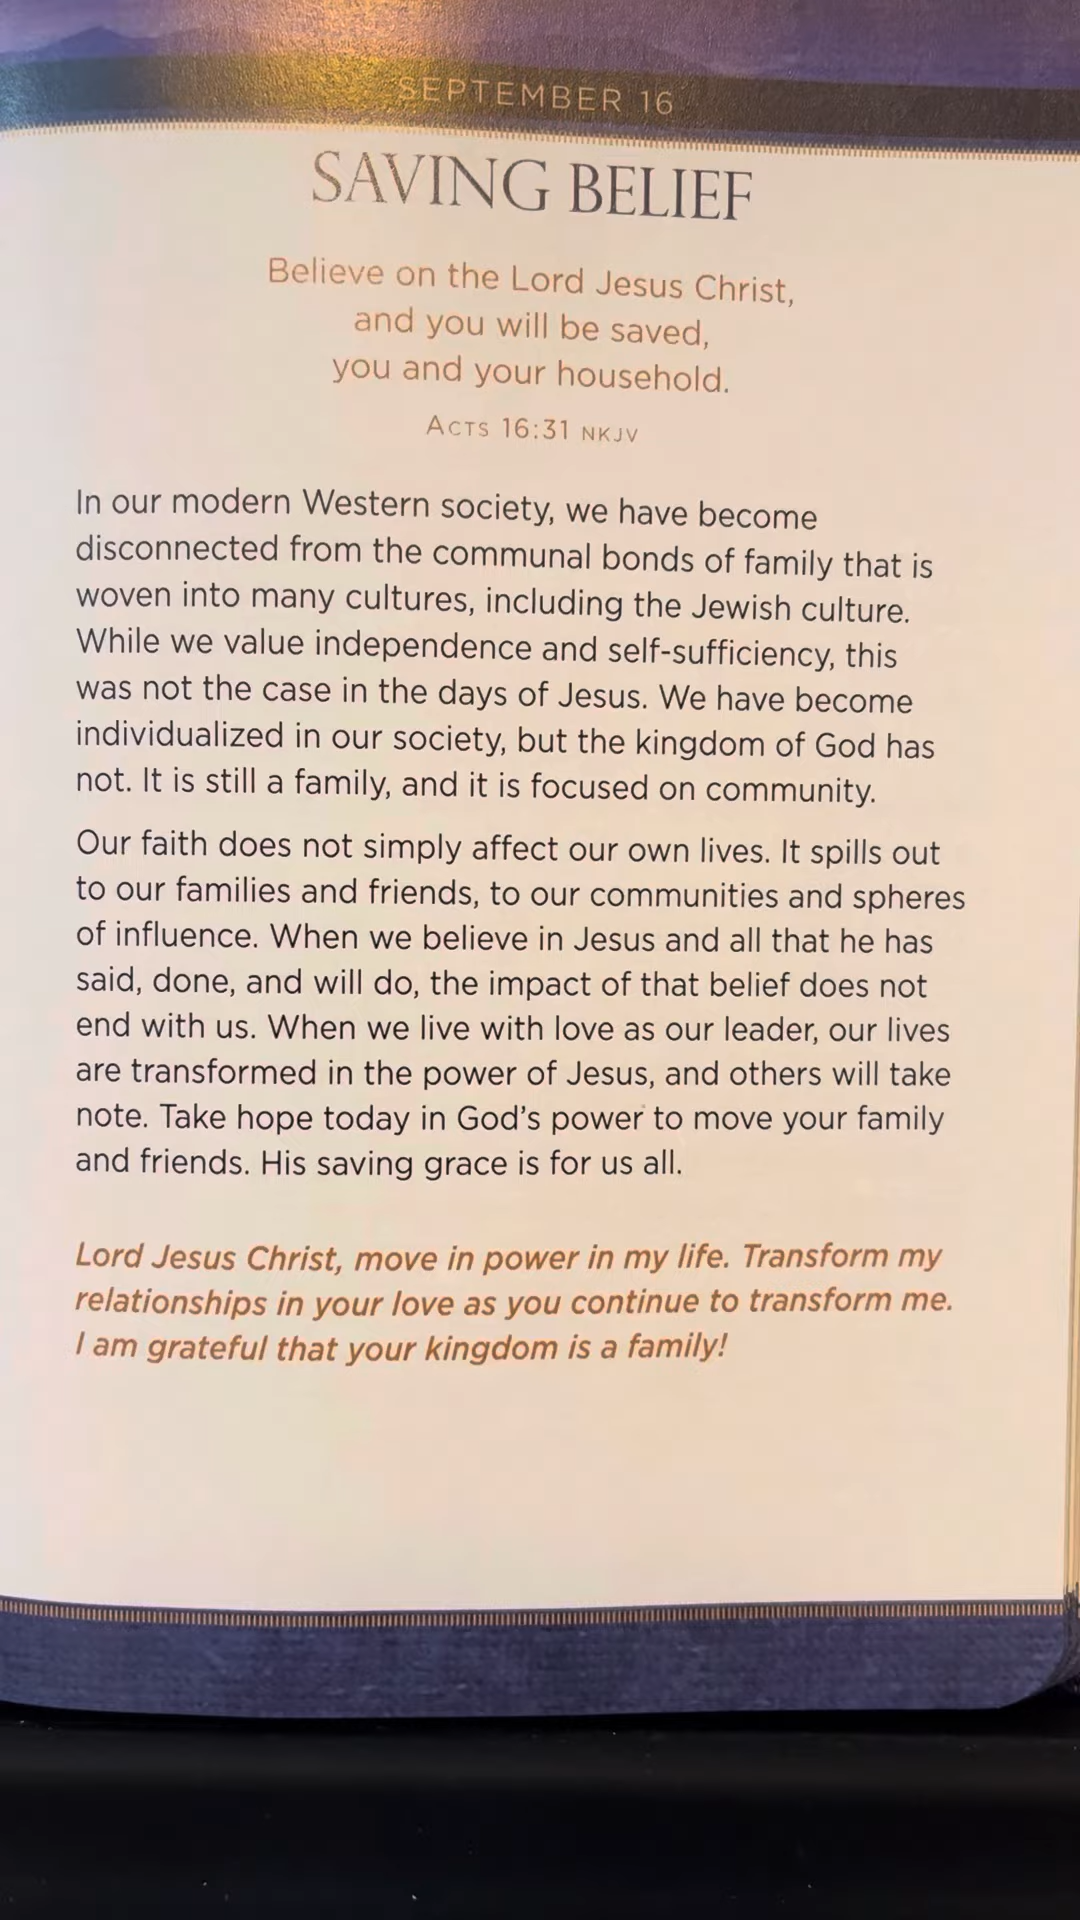 SEPTEMBER 16
SAVING BELIEF
Believe on the Lord Jesus Christ,
and you will be saved,
you and your household.
Acts 16:31 NKJV
In our modern Western society, we have become
disconnected from the communal bonds of family that is
woven into many cultures, including the Jewish culture.
While we value independence and self-sufficiency, this
was not the case in the days of Jesus. We have become
individualized in our society, but the kingdom of God has
not. It is still a family, and it is focused on community.
Our faith does not simply affect our own lives. It spills out
to our families and friends, to our communities and spheres
of influence. When we believe in Jesus and all that he has
said, done, and will do, the impact of that belief does not
end with us. When we live with love as our leader, our lives
are transformed in the power of Jesus, and others will take
note. Take hope today in God's power to move your family
and friends. His saving grace is for us all.
Lord Jesus Christ, move in power in my life. Transform my
relationships in your love as you continue to transform me.
I am grateful that your kingdom is a family!